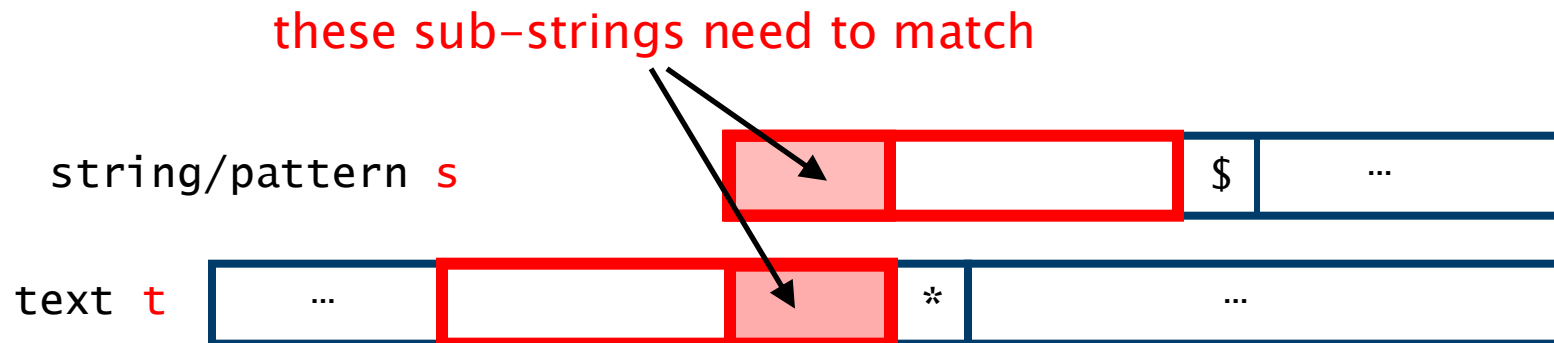 these sub-strings need to match
string/pattern s $ …
text t … * …